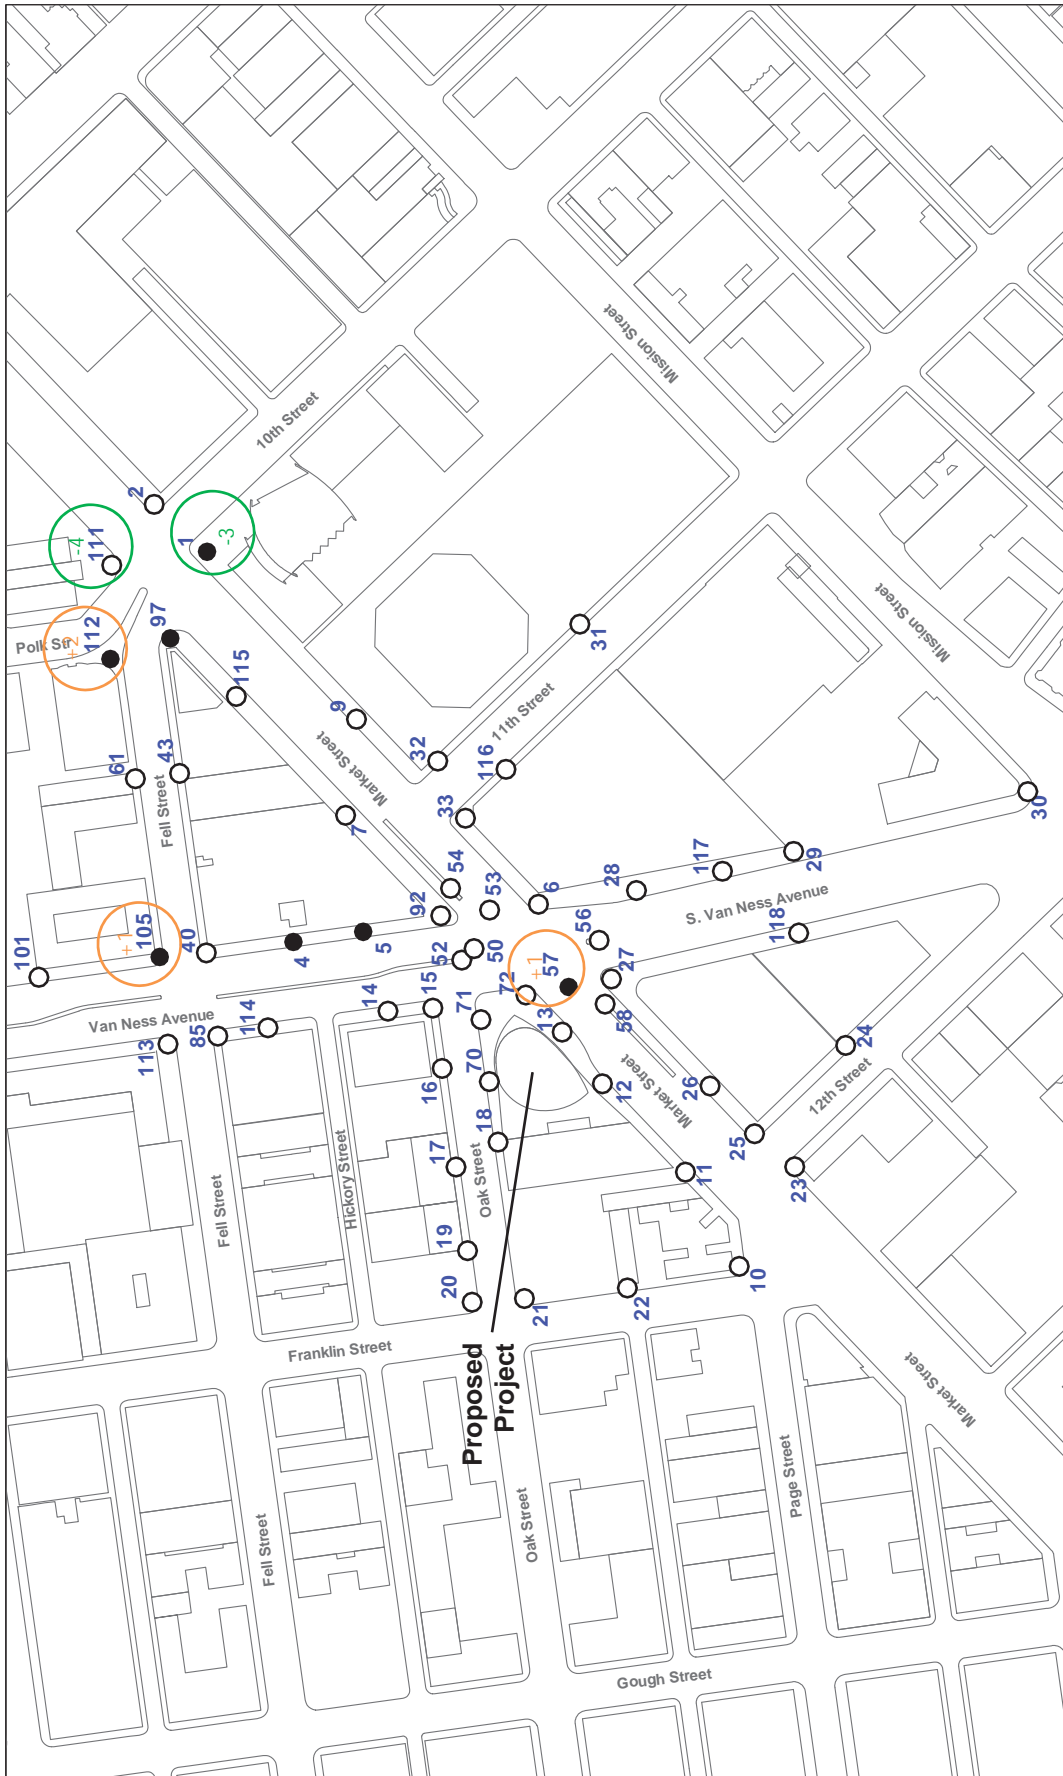 -4
111
2
Polk Str
+2
112
1
-3
97
10th Street
115
101
61
43
Fell Street
9
Mission Street
+1
105
40
Market Street
7
32
31
11th Street
116
33
4
5
54
92
53
52
50
6
28
117
29
30
Mission Street
S. Van Ness Avenue
118
56
Van Ness Avenue
113
85
114
14
15
71
72
+1
57
27
58
13
24
16
70
12
Market Street
26
12th Street
25
23
Fell Street
Hickory Street
17
18
Oak Street
11
19
20
21
22
10
Franklin Street
Proposed
Project
Market Street
Fell Street
Oak Street
Page Street
Gough Street